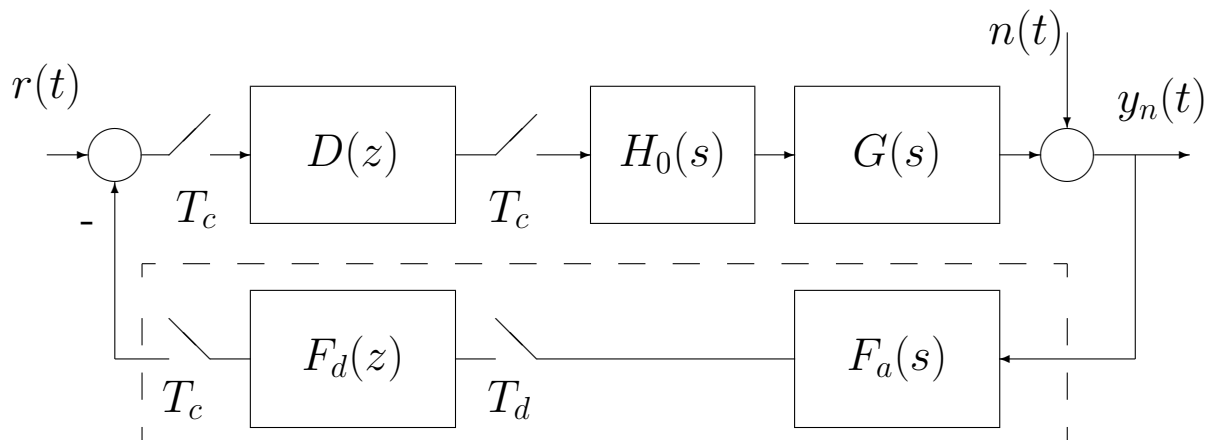 n(t)
r(t)
y_n(t)
D(z)
H_0(s)
G(s)
T_c
T_c
-
F_d(z)
F_a(s)
T_c
T_d